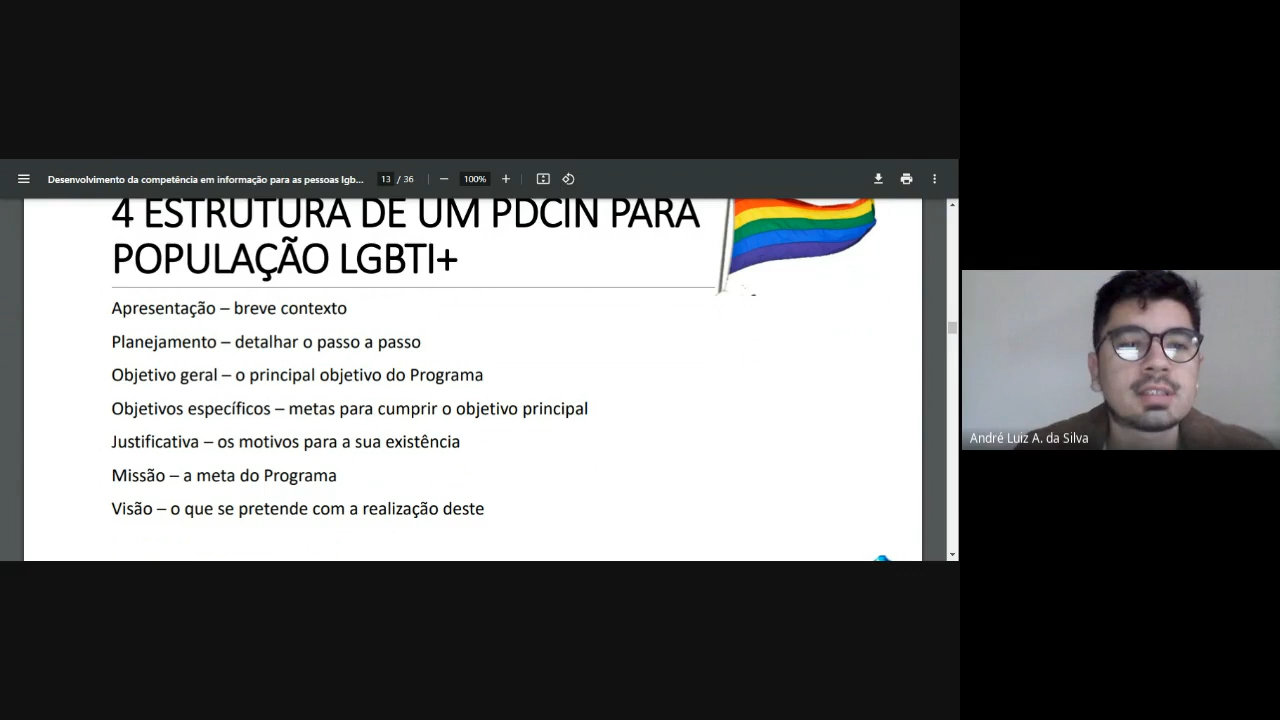 Desenvolvimento da competência em informação para as pessoas lgb... 13 / 36 100%
4 ESTRUTURA DE UM PDCIN PARA
POPULAÇÃO LGBTI+
Apresentação – breve contexto
Planejamento – detalhar o passo a passo
Objetivo geral – o principal objetivo do Programa
Objetivos específicos – metas para cumprir o objetivo principal
Justificativa – os motivos para a sua existência
Missão – a meta do Programa
Visão – o que se pretende com a realização deste
André Luiz A. da Silva